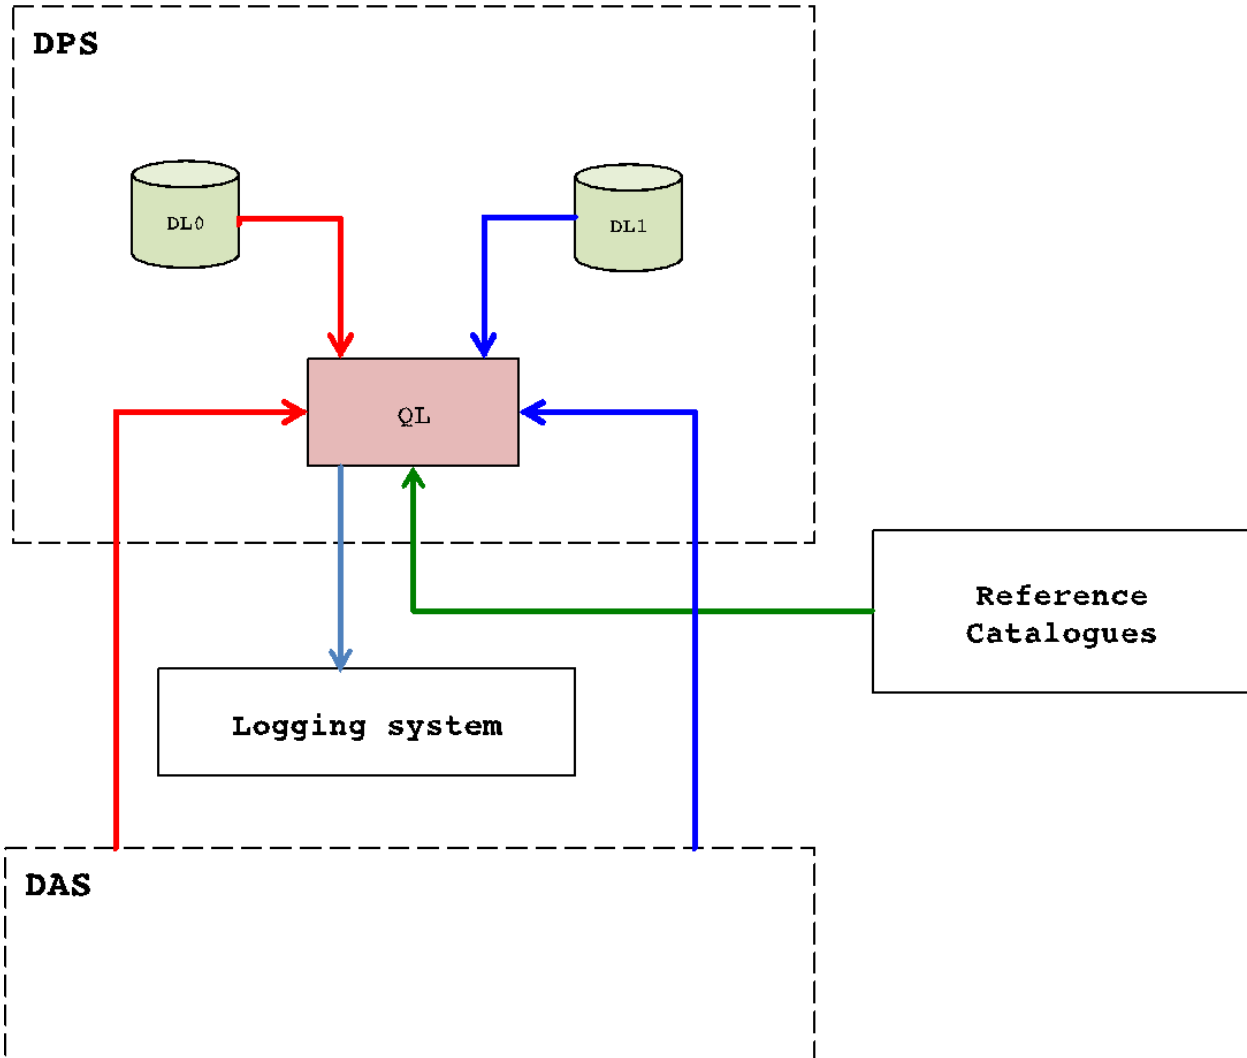 DPS
DL0
DL1
QL
Reference
Catalogues
Logging system
DAS